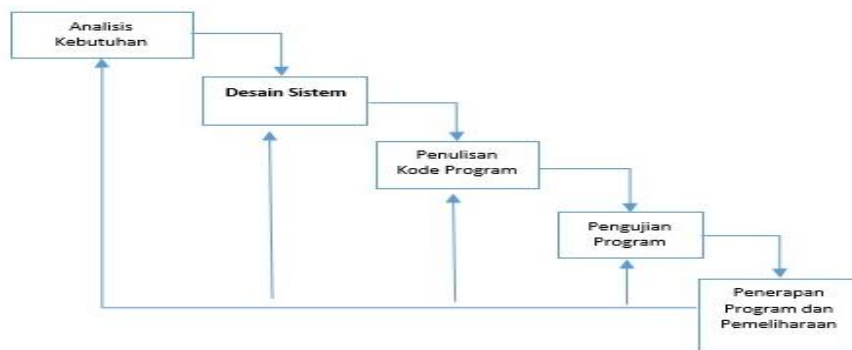 Analisis
Kebutuhan
Desain Sistem
Penulisan
Kode Program
Pengujian
Program
Penerapan
Program dan
Pemeliharaan